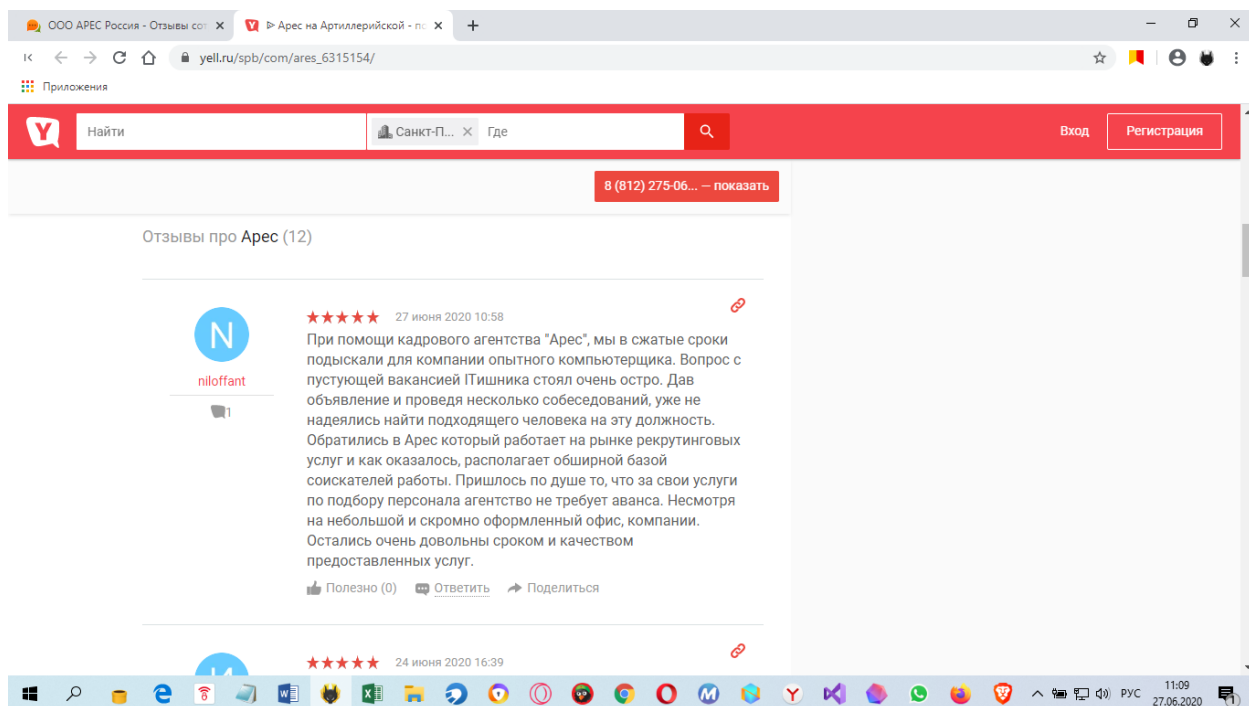 ООО АРЕС Россия - Отзывы сот
⊳ Арес на Артиллерийской - пс
yell.ru/spb/com/ares_6315154/
Приложения
Y
Найти
Санкт-П... × Где
Вход
Регистрация
8 (812) 275-06... — показать
Отзывы про Арес (12)
N
niloffant
1
27 июня 2020 10:58
При помощи кадрового агентства "Арес", мы в сжатые сроки
подыскали для компании опытного компьютерщика. Вопрос с
пустующей вакансией ITишника стоял очень остро. Дав
объявление и проведя несколько собеседований, уже не
надеялись найти подходящего человека на эту должность.
Обратились в Арес который работает на рынке рекрутинговых
услуг и как оказалось, располагает обширной базой
соискателей работы. Пришлось по душе то, что за свои услуги
по подбору персонала агентство не требует аванса. Несмотря
на небольшой и скромно оформленный офис, компании.
Остались очень довольны сроком и качеством
предоставленных услуг.
Полезно (0) Ответить Поделиться
24 июня 2020 16:39
РУС
11:09
27.06.2020